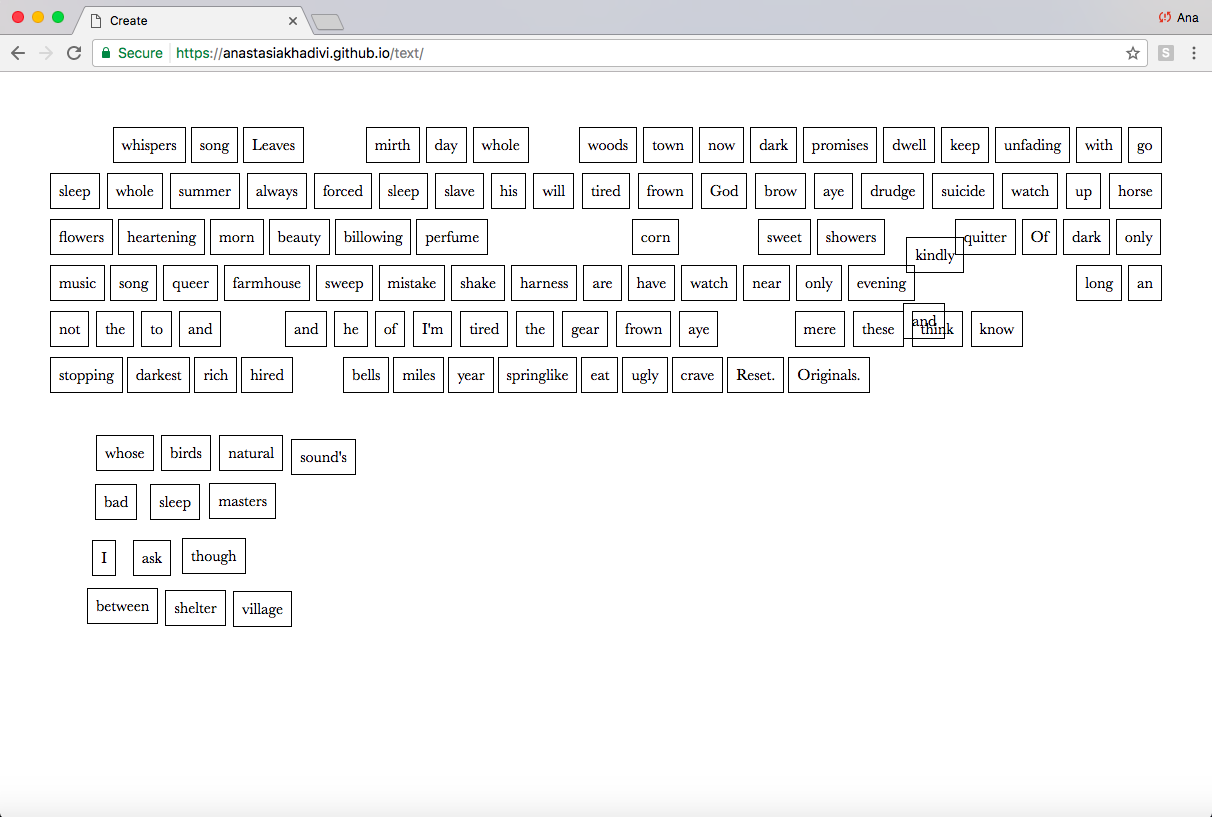 Create
Ana
Secure https://anastasiakhadivi.github.io/text/
S
whispers song Leaves mirth day whole woods town now dark promises dwell keep unfading with go
sleep whole summer always forced sleep slave his will tired frown God brow aye drudge suicide watch up horse
flowers heartening morn beauty billowing perfume corn sweet showers quitter Of dark only
kindly
music song queer farmhouse sweep mistake shake harness are have watch near only evening long an
and
not the to and and he of I'm tired the gear frown aye mere these think know
stopping darkest rich hired bells miles year springlike eat ugly crave Reset. Originals.
whose birds natural sound's
bad sleep masters
I ask though
between shelter village